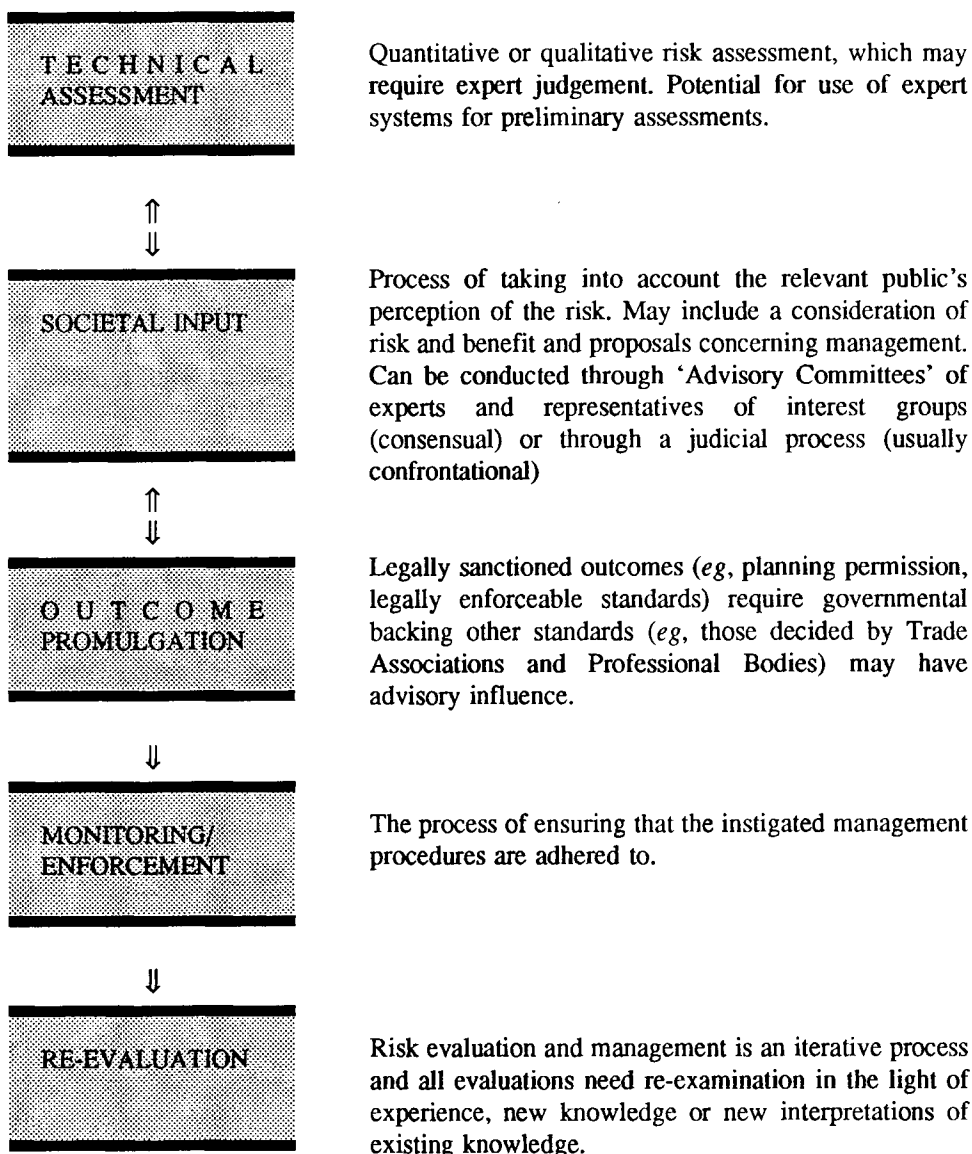 TECHNICAL
ASSESSMENT
Quantitative or qualitative risk assessment, which may
require expert judgement. Potential for use of expert
systems for preliminary assessments.
⇑
⇓
SOCIETAL INPUT
Process of taking into account the relevant public's
perception of the risk. May include a consideration of
risk and benefit and proposals concerning management.
Can be conducted through 'Advisory Committees' of
experts and representatives of interest groups
(consensual) or through a judicial process (usually
confrontational)
⇑
⇓
OUTCOME
PROMULGATION
Legally sanctioned outcomes (eg, planning permission,
legally enforceable standards) require governmental
backing other standards (eg, those decided by Trade
Associations and Professional Bodies) may have
advisory influence.
⇓
MONITORING/
ENFORCEMENT
The process of ensuring that the instigated management
procedures are adhered to.
⇓
RE-EVALUATION
Risk evaluation and management is an iterative process
and all evaluations need re-examination in the light of
experience, new knowledge or new interpretations of
existing knowledge.